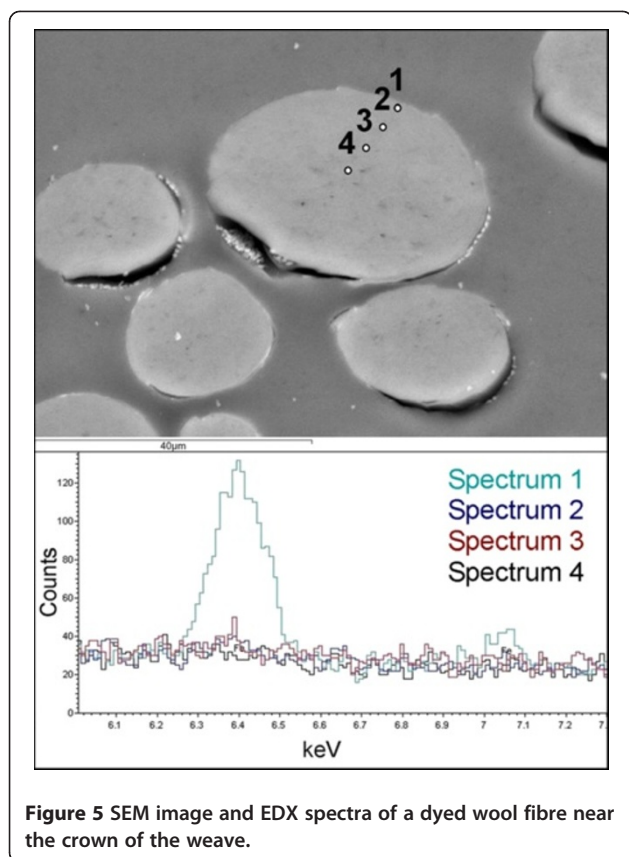 1
2
3
4
40μm
Spectrum 1
Spectrum 2
Spectrum 3
Spectrum 4
120
100
80
60
40
20
0
Counts
Fe
Fe
6.1 6.2 6.3 6.4 6.5 6.6 6.7 6.8 6.9 7 7.1 7.2
keV
Figure 5 SEM image and EDX spectra of a dyed wool fibre near
the crown of the weave.